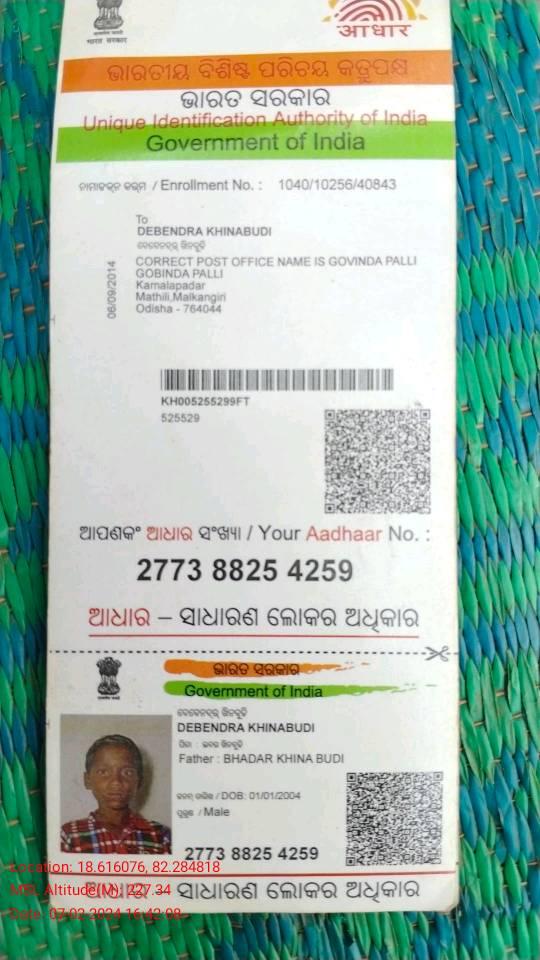 भारत सरकार
आधार
ଭାରତୀୟ ବିଶିଷ୍ଟ ପରିଚୟ କର୍ତ୍ତୃପକ୍ଷ
ଭାରତ ସରକାର
Unique Identification Authority of India
Government of India
/ Enrollment No. : 1040/10256/40843
To
DEBENDRA KHINABUDI
CORRECT POST OFFICE NAME IS GOVINDA PALLI
GOBINDA PALLI
Kamalapadar
Mathili,Malkangiri
Odisha - 764044
06/09/2014
KH005255299FT
525529
ଆପଣଙ୍କ ଆଧାର ସଂଖ୍ୟା / Your Aadhaar No. :
2773 8825 4259
ଆଧାର – ସାଧାରଣ ଲୋକର ଅଧିକାର
ଭାରତ ସରକାର
Government of India
DEBENDRA KHINABUDI
Father : BHADAR KHINA BUDI
/ DOB: 01/01/2004
ପୁରୁଷ / Male
2773 8825 4259
ଆଧାର – ସାଧାରଣ ଲୋକର ଅଧିକାର
Location: 18.616076, 82.284818
MSL Altitude(M): 227.34
Date: 07-02-2024 16:42:08